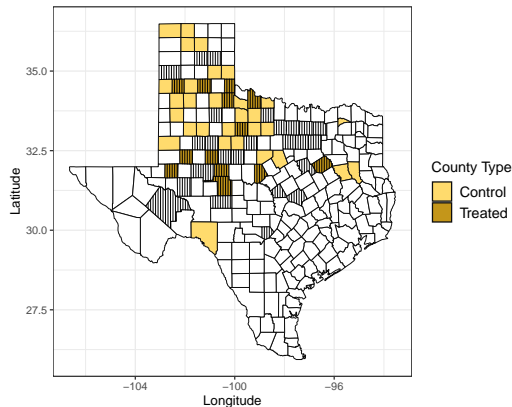 35.0
32.5
30.0
27.5
Latitude
−104
−100
−96
Longitude
County Type
Control
Treated